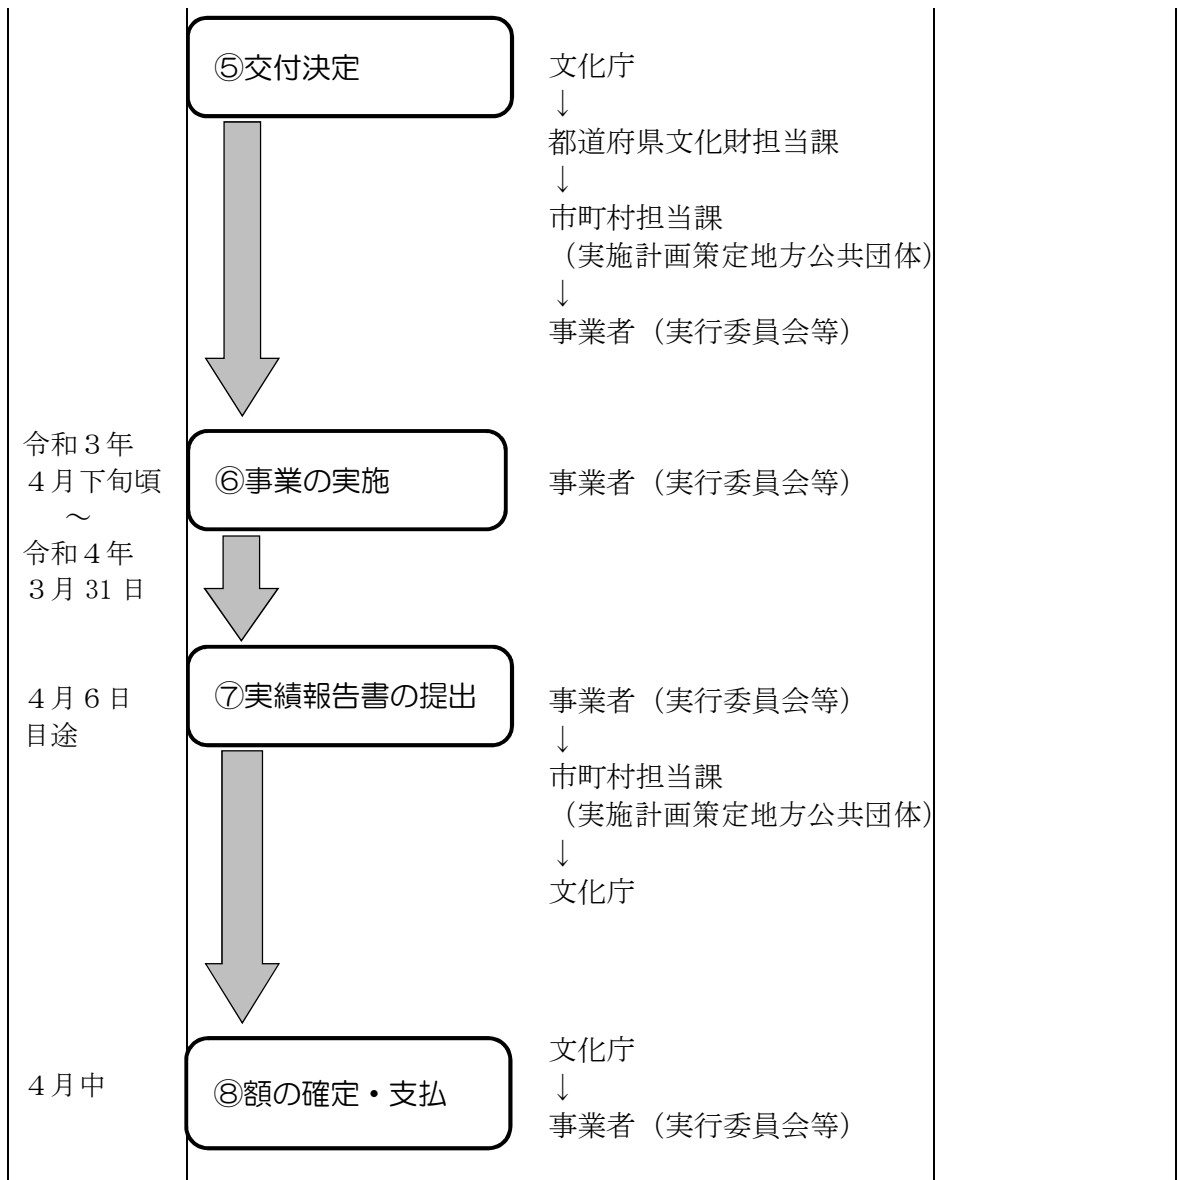 ⑤交付決定
文化庁
↓
都道府県文化財担当課
↓
市町村担当課
（実施計画策定地方公共団体）
↓
事業者（実行委員会等）
令和３年
４月下旬頃
～
令和４年
３月 31 日
⑥事業の実施
事業者（実行委員会等）
４月６日
目途
⑦実績報告書の提出
事業者（実行委員会等）
↓
市町村担当課
（実施計画策定地方公共団体）
↓
文化庁
４月中
⑧額の確定・支払
文化庁
↓
事業者（実行委員会等）